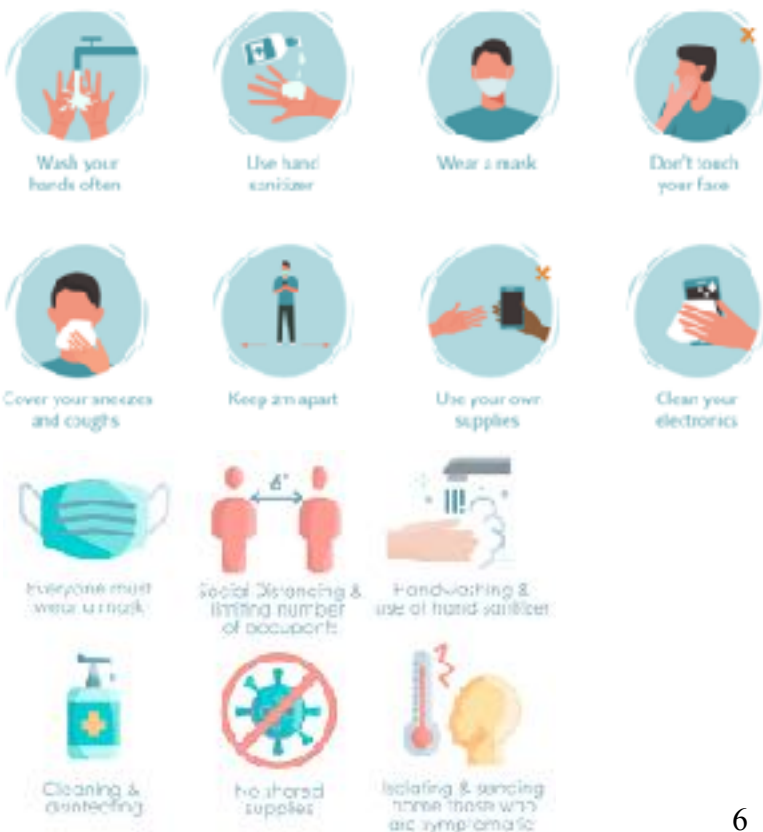 Wash your
hands often
Use hand
sanitizer
Wear a mask
Don't touch
your face
Cover your sneezes
and coughs
Keep 2m apart
Use your own
supplies
Clean your
electronics
6'
Everyone must
wear a mask
Social Distancing &
limiting number
of occupants
Handwashing &
use of hand sanitizer
Cleaning &
disinfecting
No shared
supplies
Isolating & sending
home those who
are symptomatic
6